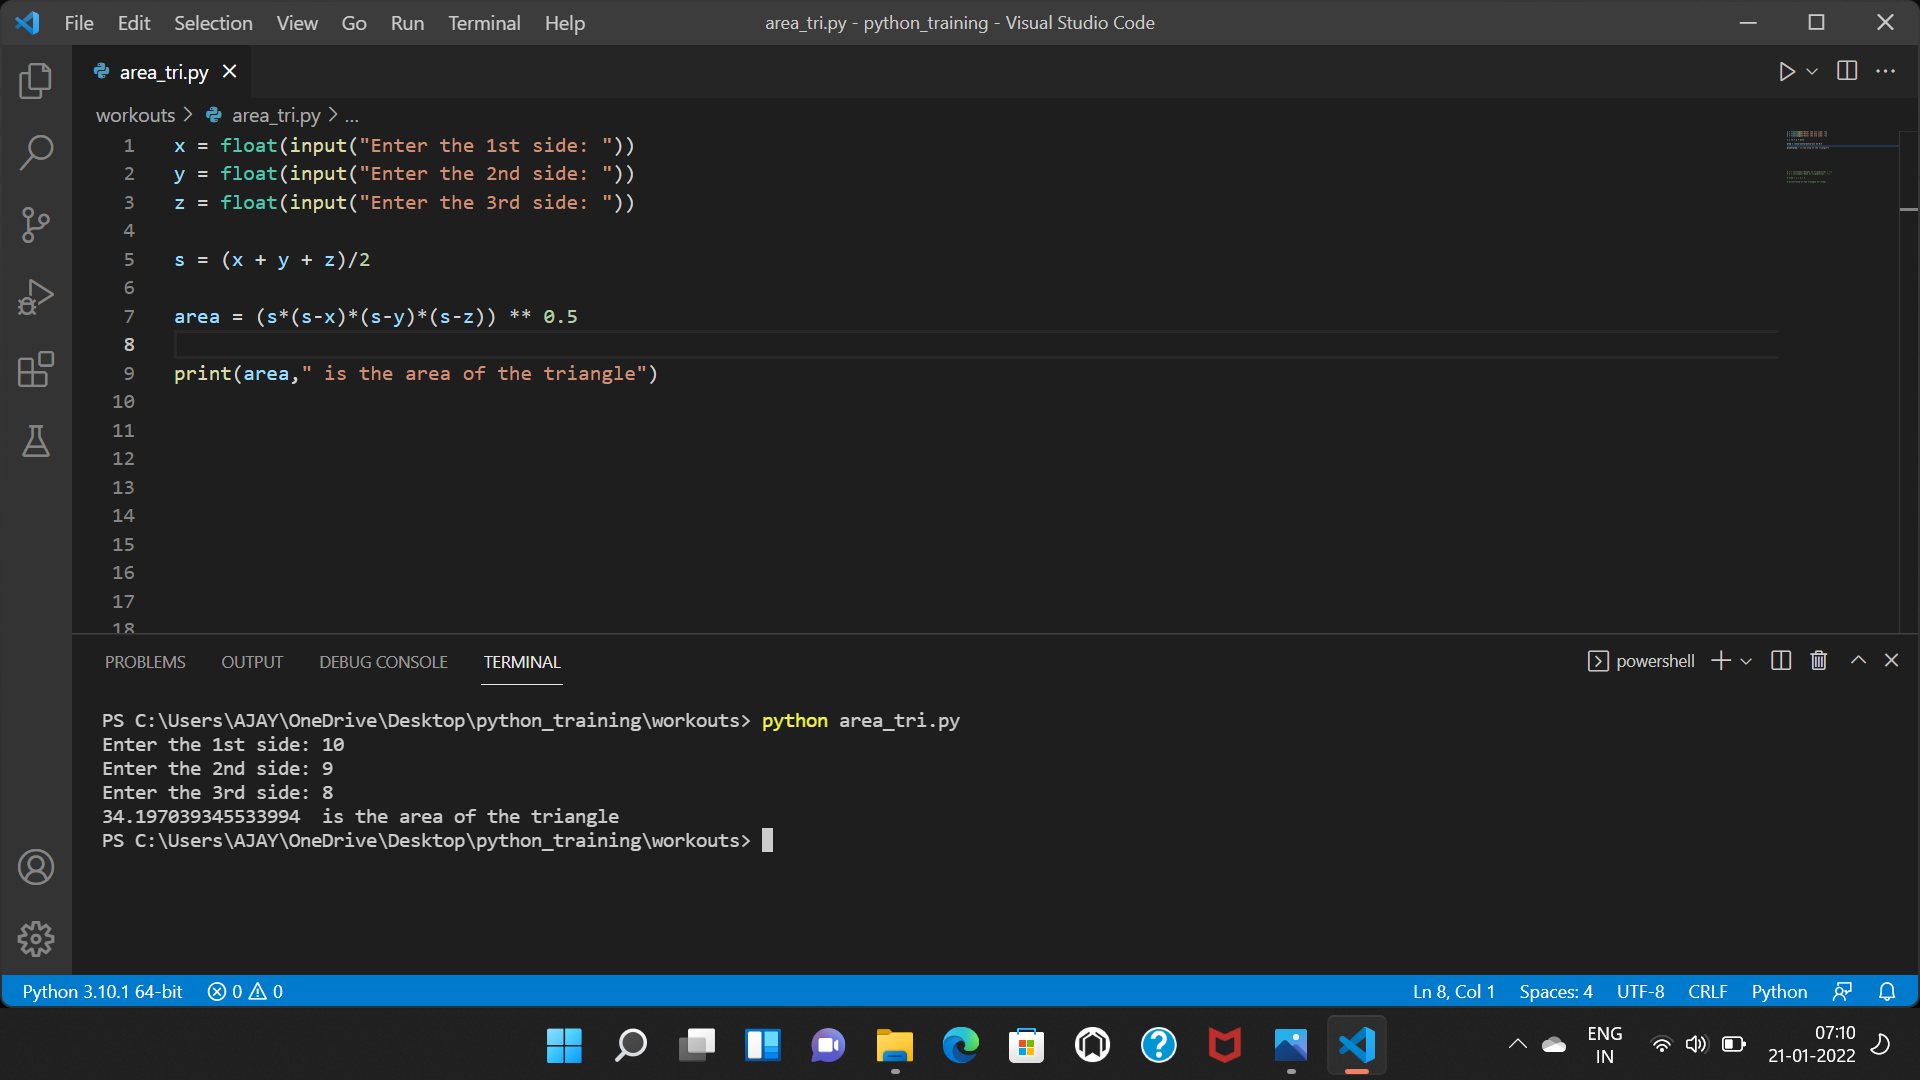 File Edit Selection View Go Run Terminal Help
area_tri.py - python_training - Visual Studio Code
area_tri.py
workouts > area_tri.py > ...
1 x = float(input("Enter the 1st side: "))
2 y = float(input("Enter the 2nd side: "))
3 z = float(input("Enter the 3rd side: "))
4
5 s = (x + y + z)/2
6
7 area = (s*(s-x)*(s-y)*(s-z)) ** 0.5
8
9 print(area," is the area of the triangle")
10
11
12
13
14
15
16
17
18
PROBLEMS OUTPUT DEBUG CONSOLE TERMINAL
powershell
PS C:\Users\AJAY\OneDrive\Desktop\python_training\workouts> python area_tri.py
Enter the 1st side: 10
Enter the 2nd side: 9
Enter the 3rd side: 8
34.197039345533994  is the area of the triangle
PS C:\Users\AJAY\OneDrive\Desktop\python_training\workouts>
Python 3.10.1 64-bit 0 0
Ln 8, Col 1 Spaces: 4 UTF-8 CRLF Python
ENG
IN
07:10
21-01-2022